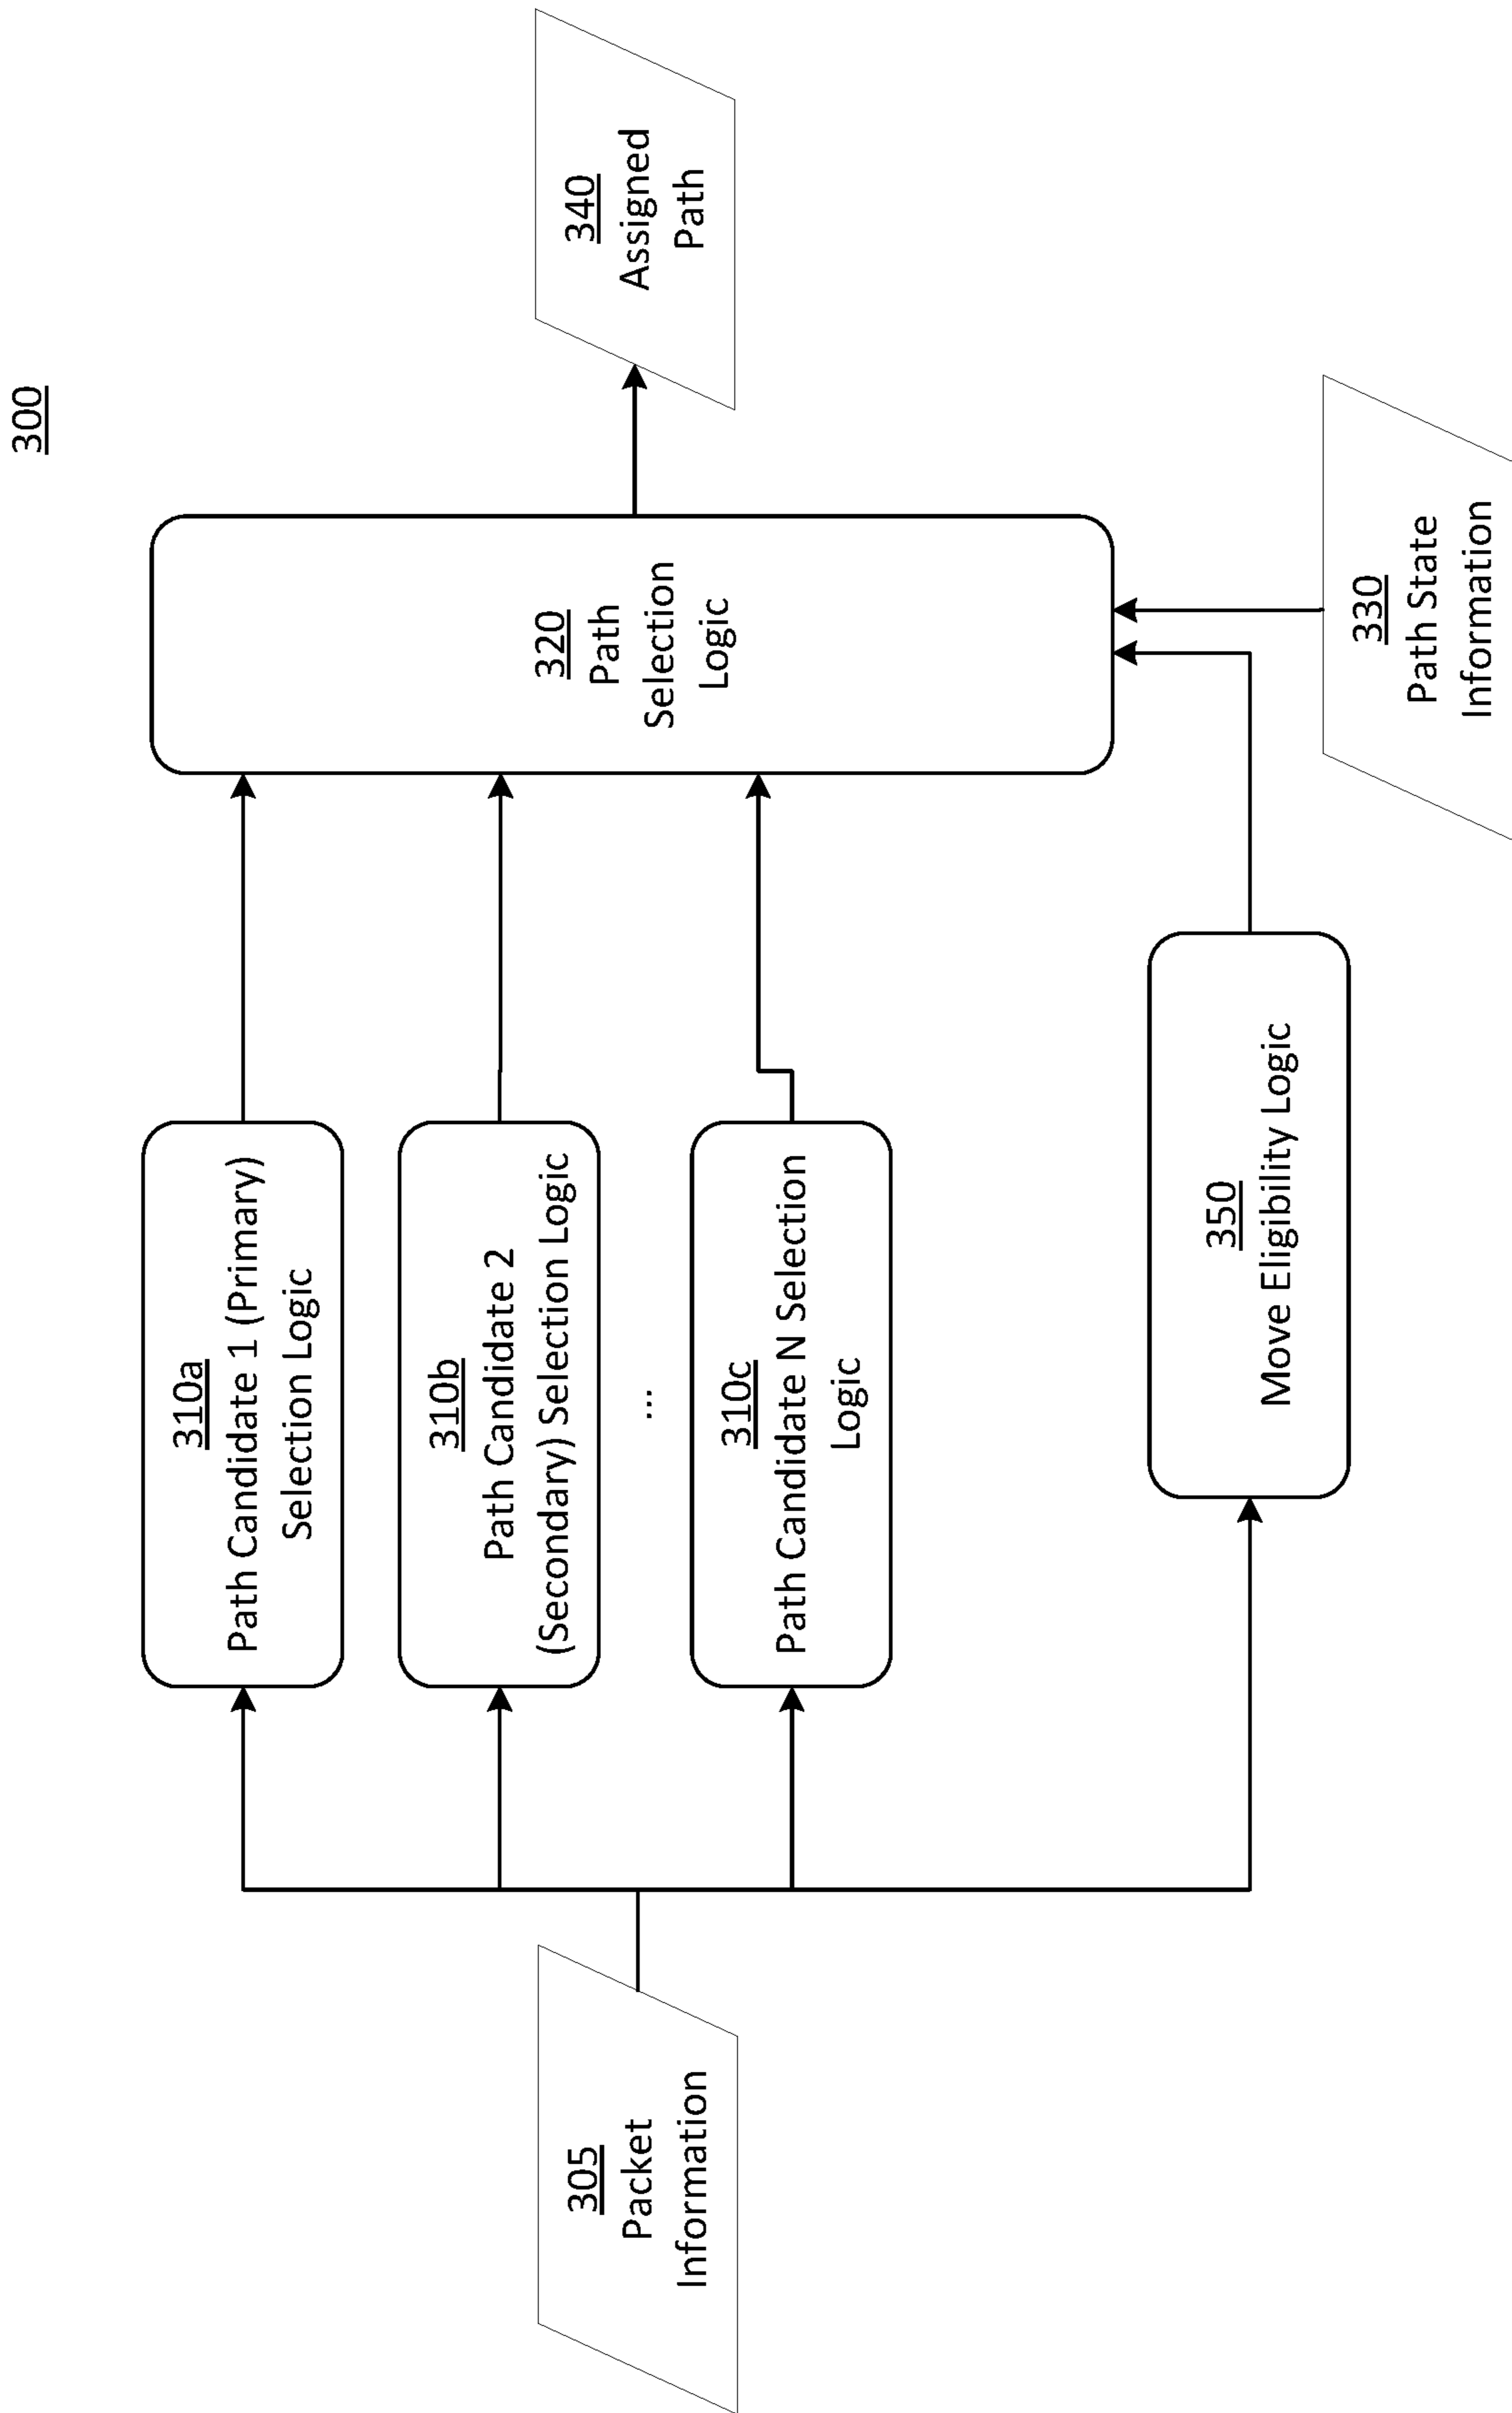 300
305
Packet
Information
310a
Path Candidate 1 (Primary)
Selection Logic
310b
Path Candidate 2
(Secondary) Selection Logic
...
310c
Path Candidate N Selection
Logic
350
Move Eligibility Logic
320
Path
Selection
Logic
330
Path State
Information
340
Assigned
Path